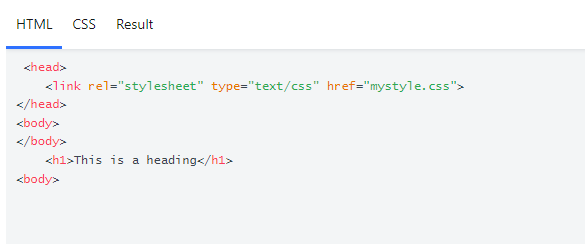 HTML CSS Result
<head>
<link rel="stylesheet" type="text/css" href="mystyle.css">
</head>
<body>
</body>
<h1>This is a heading</h1>
<body>